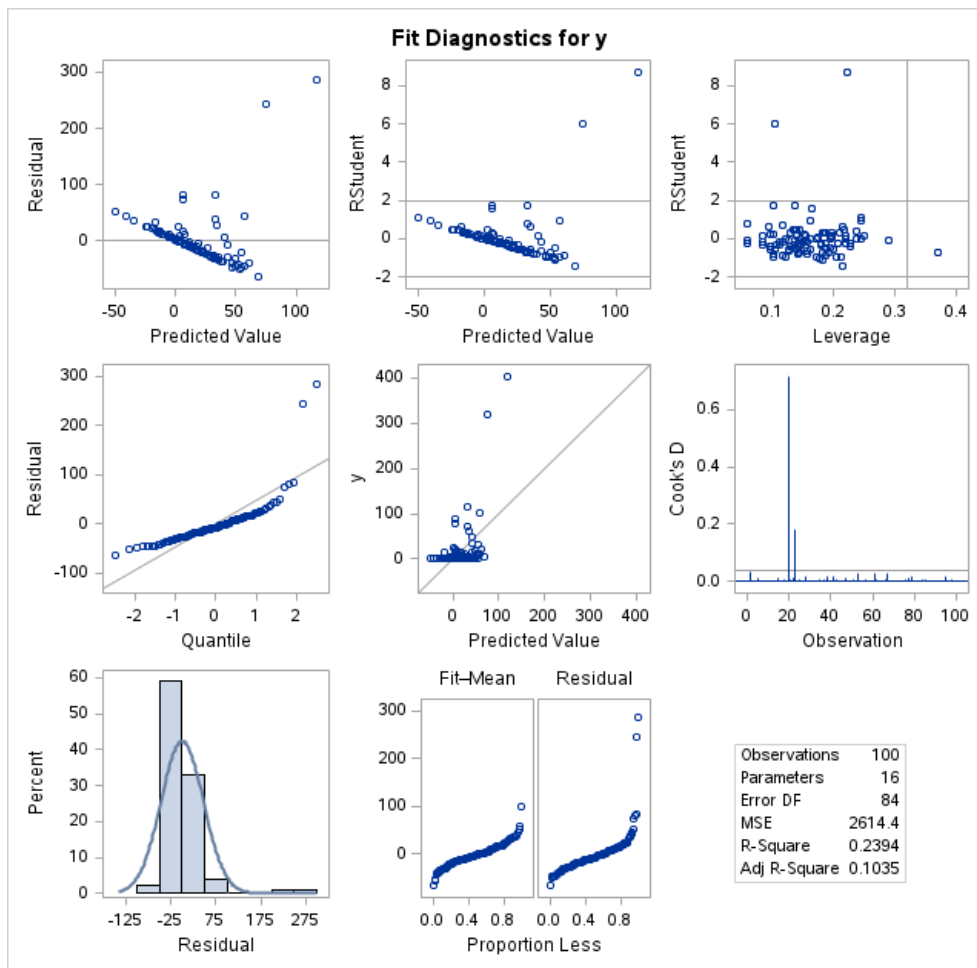 Fit Diagnostics for y
300
200
100
0
-50 0 50 100
Residual
Predicted Value
8
6
4
2
0
-2
-50 0 50 100
RStudent
Predicted Value
8
6
4
2
0
-2
0.1 0.2 0.3 0.4
RStudent
Leverage
300
200
100
0
-100
-2 -1 0 1 2
Residual
Quantile
400
300
200
100
0
0 100 200 300 400
y
Predicted Value
0.6
0.4
0.2
0.0
0 20 40 60 80 100
Cook's D
Observation
60
50
40
30
20
10
0
-125 -25 75 175 275
Percent
Residual
Fit–Mean Residual
300
200
100
0
0.0 0.4 0.8 0.0 0.4 0.8
Proportion Less
Observations 100
Parameters 16
Error DF 84
MSE 2614.4
R-Square 0.2394
Adj R-Square 0.1035